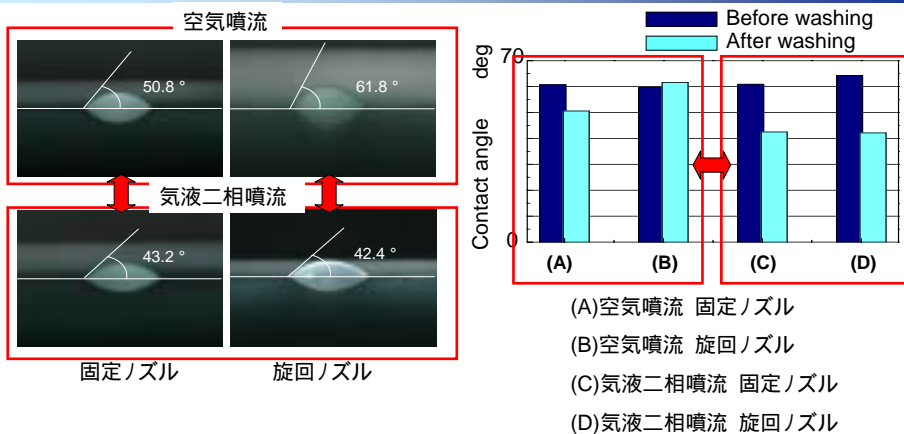 空気噴流
50.8 °
61.8 °
気液二相噴流
43.2 °
42.4 °
固定ノズル
旋回ノズル
Before washing
After washing
Contact angle deg
70
0
(A)
(B)
(C)
(D)
(A)空気噴流 固定ノズル
(B)空気噴流 旋回ノズル
(C)気液二相噴流 固定ノズル
(D)気液二相噴流 旋回ノズル